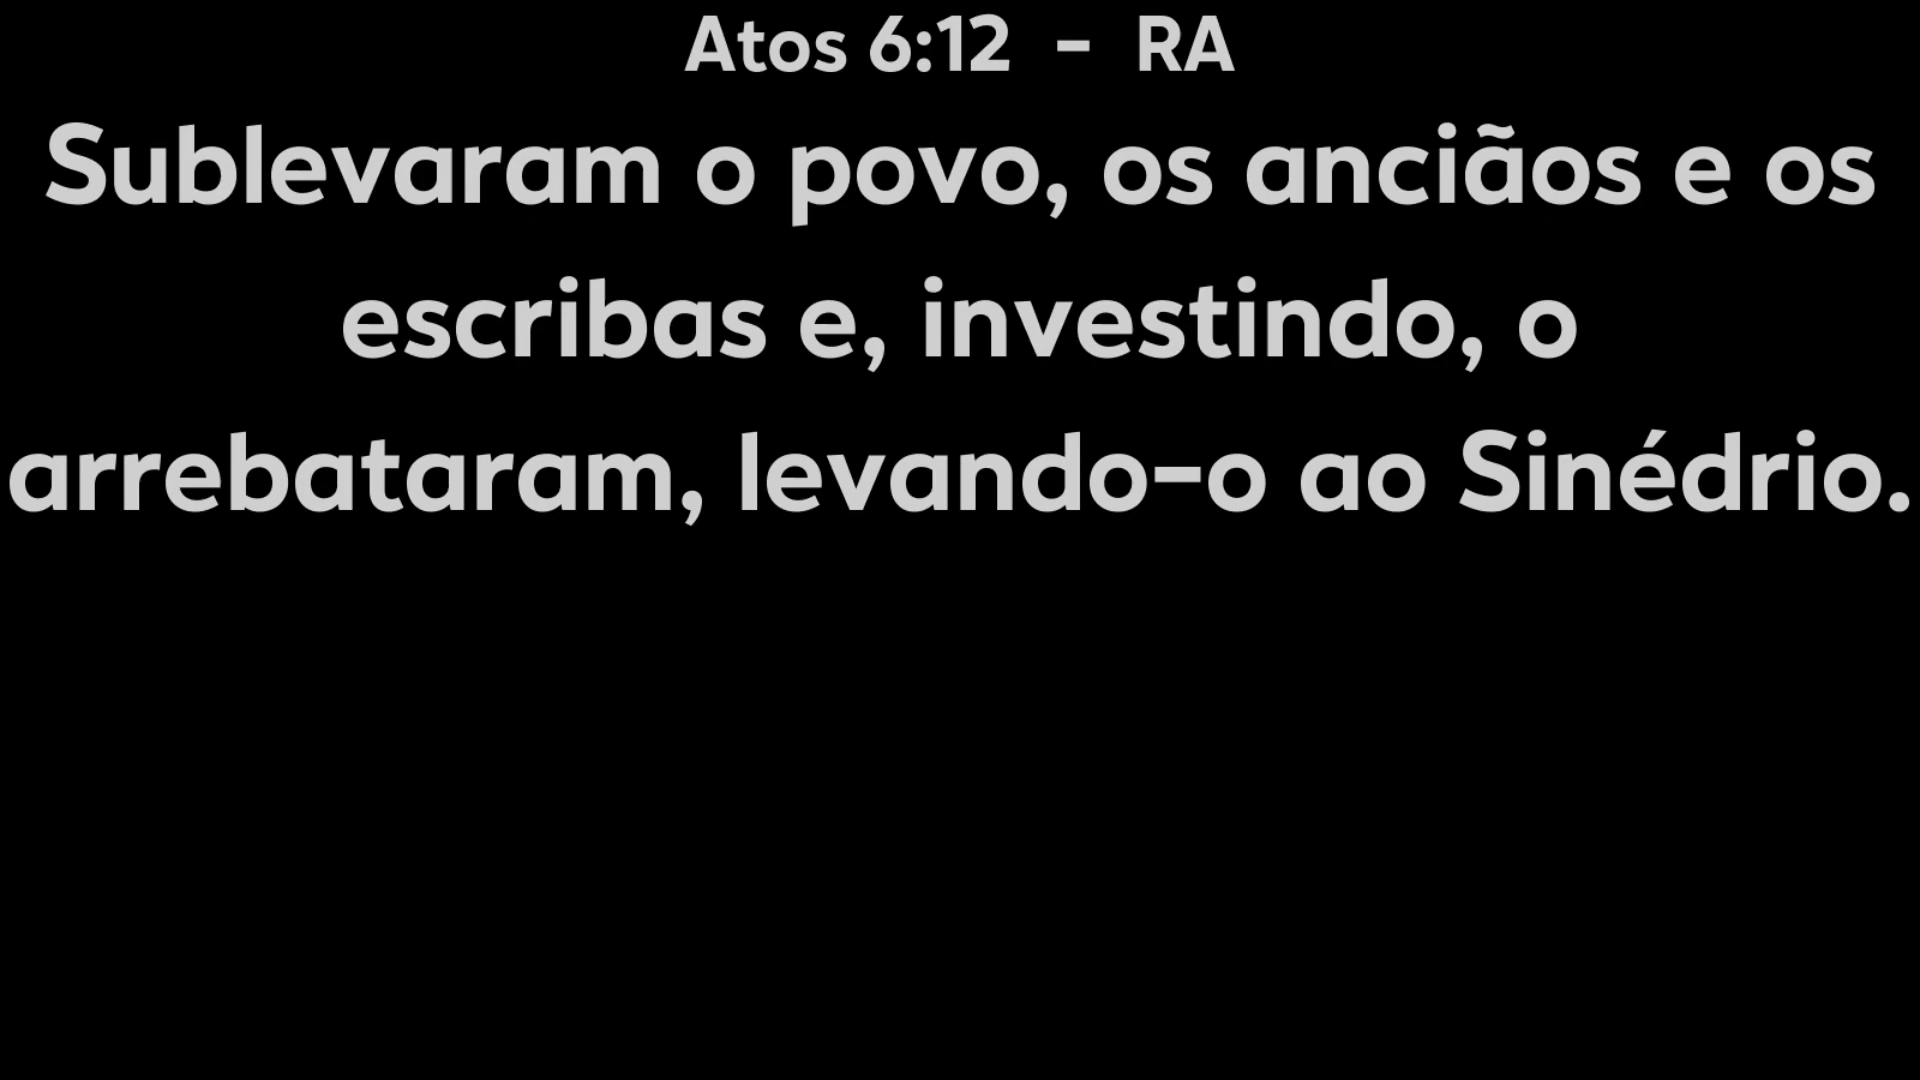 Atos 6:12 - RA
Sublevaram o povo, os anciãos e os
escribas e, investindo, o
arrebataram, levando-o ao Sinédrio.